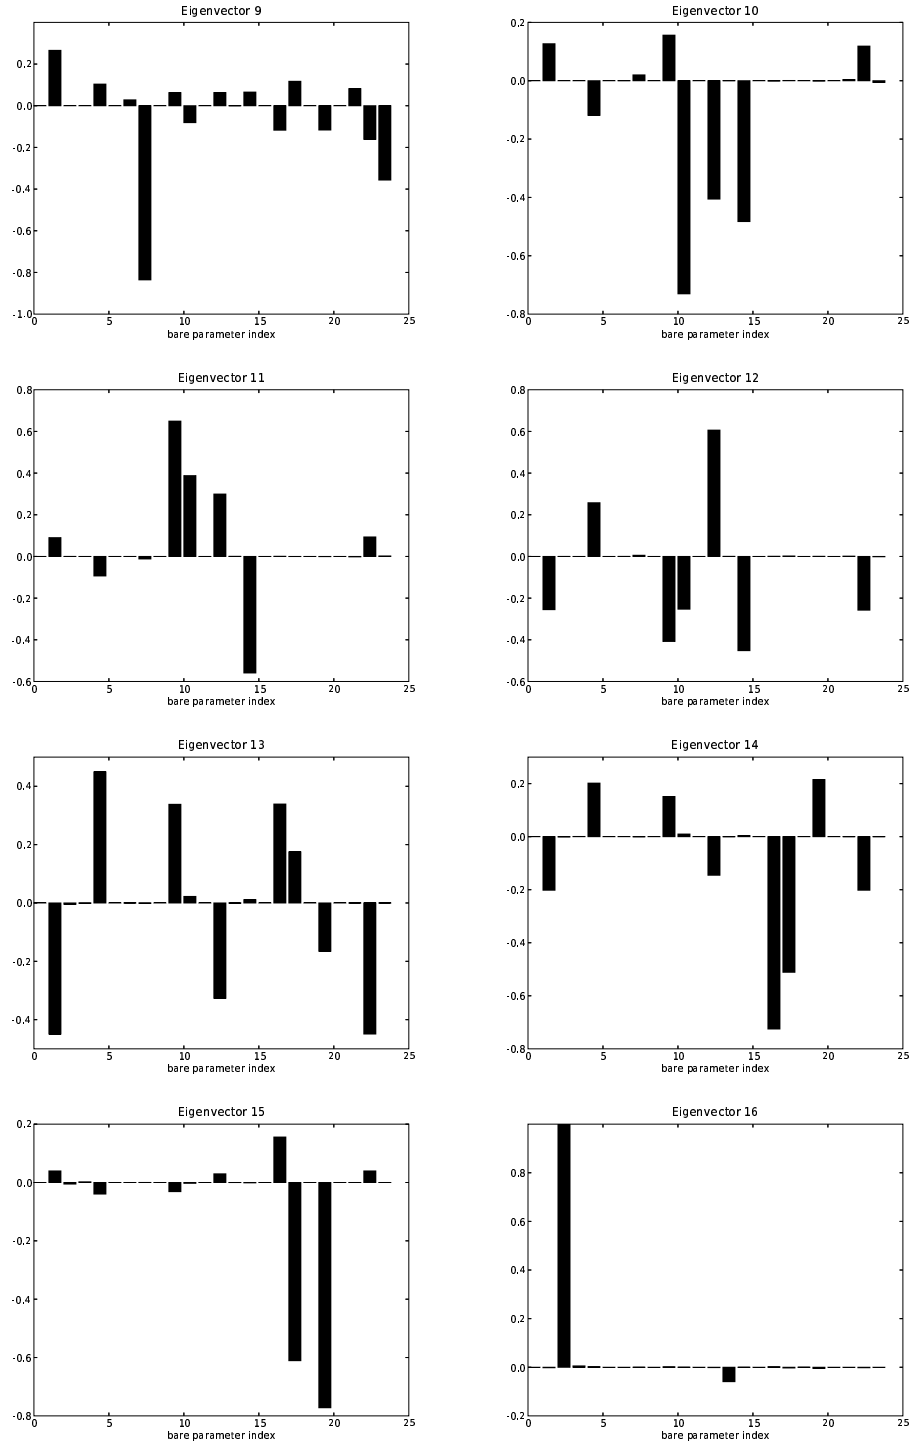 Eigenvector 9
0.2
0.0
-0.2
-0.4
-0.6
-0.8
-1.0
0 5 10 15 20 25
bare parameter index
Eigenvector 10
0.2
0.0
-0.2
-0.4
-0.6
-0.8
0 5 10 15 20 25
bare parameter index
Eigenvector 11
0.8
0.6
0.4
0.2
0.0
-0.2
-0.4
-0.6
0 5 10 15 20 25
bare parameter index
Eigenvector 12
0.8
0.6
0.4
0.2
0.0
-0.2
-0.4
-0.6
0 5 10 15 20 25
bare parameter index
Eigenvector 13
0.4
0.2
0.0
-0.2
-0.4
0 5 10 15 20 25
bare parameter index
Eigenvector 14
0.2
0.0
-0.2
-0.4
-0.6
-0.8
0 5 10 15 20 25
bare parameter index
Eigenvector 15
0.2
0.0
-0.2
-0.4
-0.6
-0.8
0 5 10 15 20 25
bare parameter index
Eigenvector 16
0.8
0.6
0.4
0.2
0.0
-0.2
0 5 10 15 20 25
bare parameter index